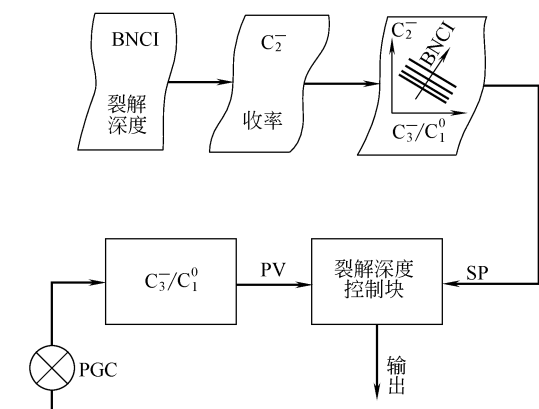 BNCI
裂解
深度
C₂⁻
收率
C₂⁻
BNCI
C₃⁻/C₁⁰
C₃⁻/C₁⁰
PV
裂解深度
控制块
SP
PGC
输
出